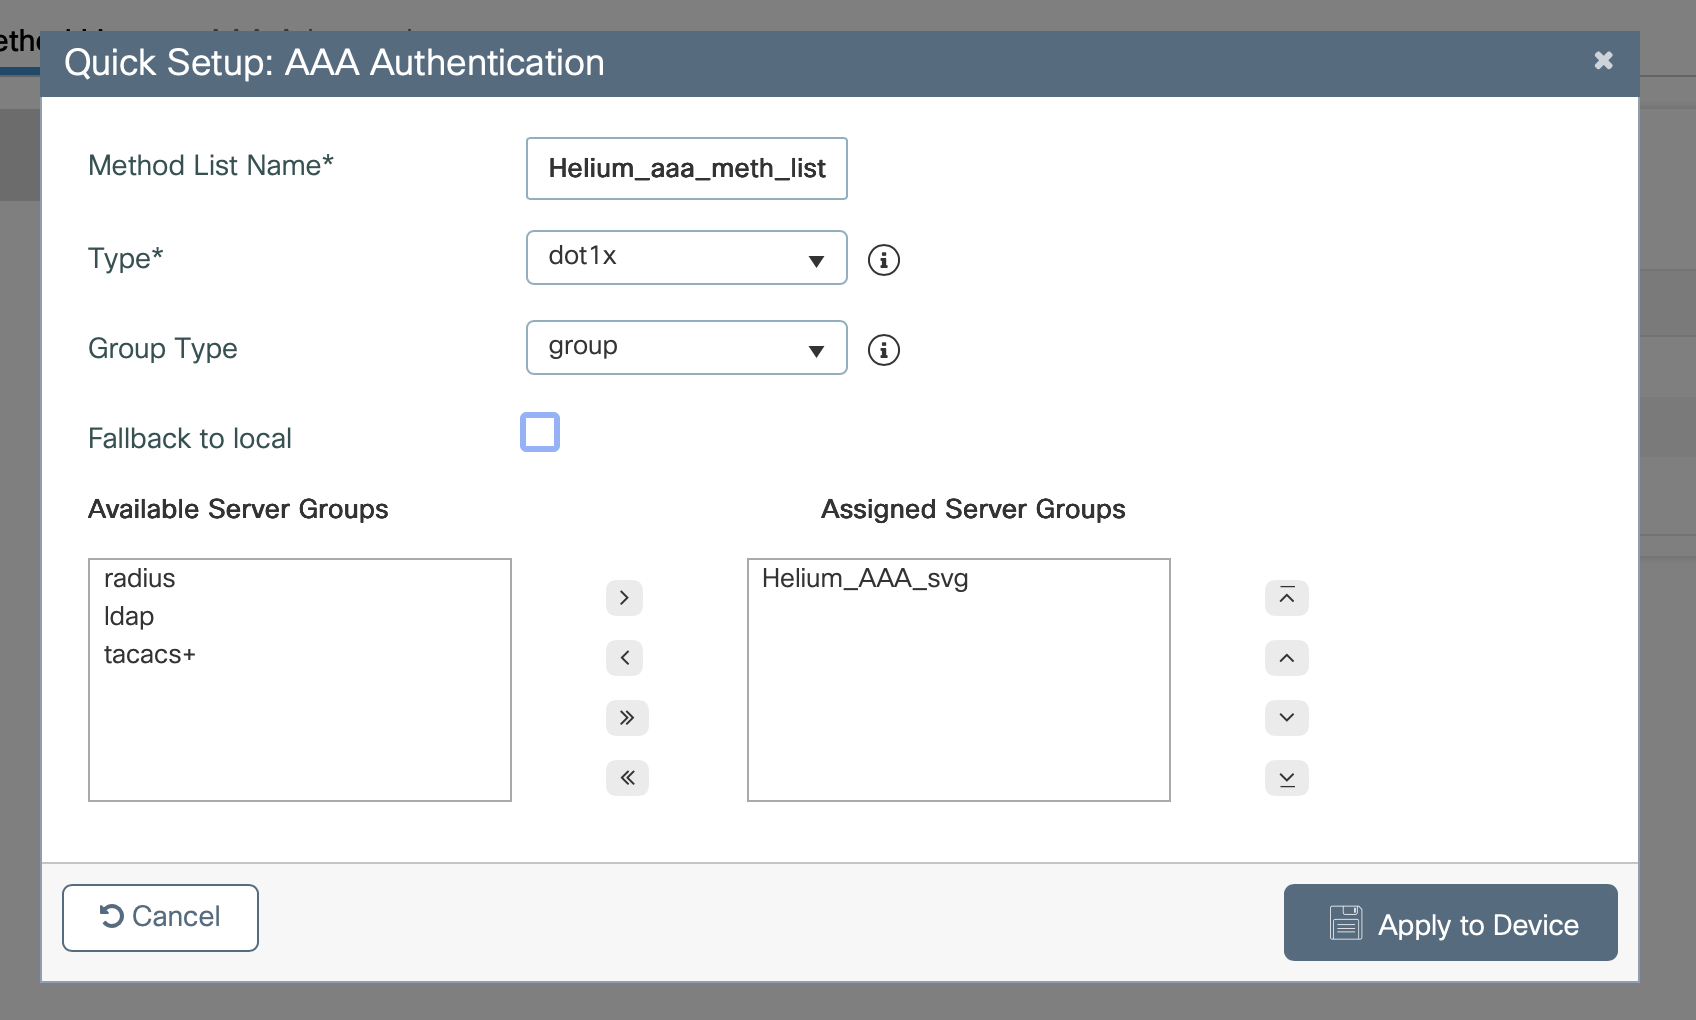 Quick Setup: AAA Authentication
Method List Name*
Helium_aaa_meth_list
Type*
dot1x
Group Type
group
Fallback to local
Available Server Groups
Assigned Server Groups
radius
ldap
tacacs+
Helium_AAA_svg
Cancel
Apply to Device